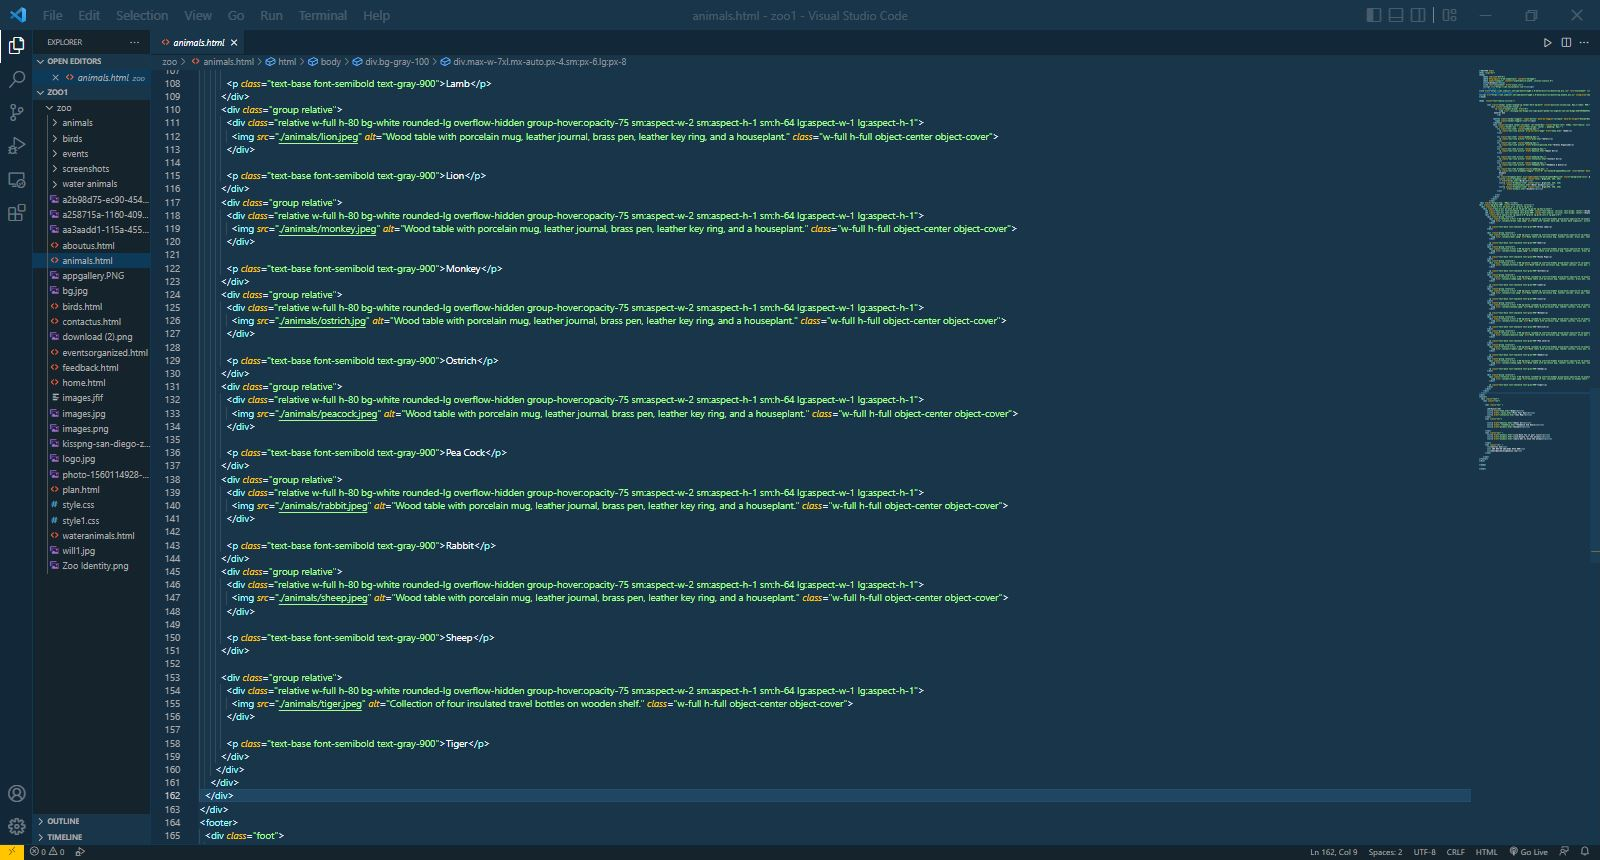 File Edit Selection View Go Run Terminal Help
animals.html - zoo1 - Visual Studio Code
EXPLORER ···
OPEN EDITORS
animals.html zoo
ZOO1
zoo
animals
birds
events
screenshots
water animals
a2b98d75-ec90-454...
a258715a-1160-409...
aa3aadd1-115a-455...
aboutus.html
animals.html
appgallery.PNG
bg.jpg
birds.html
contactus.html
download (2).png
eventsorganized.html
feedback.html
home.html
images.jfif
images.jpg
images.png
kisspng-san-diego-z...
logo.jpg
photo-1560114928-...
plan.html
style.css
style1.css
wateranimals.html
will1.jpg
Zoo Identity.png
OUTLINE
TIMELINE
animals.html
zoo > animals.html > html > body > div.bg-gray-100 > div.max-w-7xl.mx-auto.px-4.sm:px-6.lg:px-8
107
108 <p class="text-base font-semibold text-gray-900">Lamb</p>
109 </div>
110 <div class="group relative">
111 <div class="relative w-full h-80 bg-white rounded-lg overflow-hidden group-hover:opacity-75 sm:aspect-w-2 sm:aspect-h-1 sm:h-64 lg:aspect-w-1 lg:aspect-h-1">
112 <img src="./animals/lion.jpeg" alt="Wood table with porcelain mug, leather journal, brass pen, leather key ring, and a houseplant." class="w-full h-full object-center object-cover">
113 </div>
114
115 <p class="text-base font-semibold text-gray-900">Lion</p>
116 </div>
117 <div class="group relative">
118 <div class="relative w-full h-80 bg-white rounded-lg overflow-hidden group-hover:opacity-75 sm:aspect-w-2 sm:aspect-h-1 sm:h-64 lg:aspect-w-1 lg:aspect-h-1">
119 <img src="./animals/monkey.jpeg" alt="Wood table with porcelain mug, leather journal, brass pen, leather key ring, and a houseplant." class="w-full h-full object-center object-cover">
120 </div>
121
122 <p class="text-base font-semibold text-gray-900">Monkey</p>
123 </div>
124 <div class="group relative">
125 <div class="relative w-full h-80 bg-white rounded-lg overflow-hidden group-hover:opacity-75 sm:aspect-w-2 sm:aspect-h-1 sm:h-64 lg:aspect-w-1 lg:aspect-h-1">
126 <img src="./animals/ostrich.jpg" alt="Wood table with porcelain mug, leather journal, brass pen, leather key ring, and a houseplant." class="w-full h-full object-center object-cover">
127 </div>
128
129 <p class="text-base font-semibold text-gray-900">Ostrich</p>
130 </div>
131 <div class="group relative">
132 <div class="relative w-full h-80 bg-white rounded-lg overflow-hidden group-hover:opacity-75 sm:aspect-w-2 sm:aspect-h-1 sm:h-64 lg:aspect-w-1 lg:aspect-h-1">
133 <img src="./animals/peacock.jpeg" alt="Wood table with porcelain mug, leather journal, brass pen, leather key ring, and a houseplant." class="w-full h-full object-center object-cover">
134 </div>
135
136 <p class="text-base font-semibold text-gray-900">Pea Cock</p>
137 </div>
138 <div class="group relative">
139 <div class="relative w-full h-80 bg-white rounded-lg overflow-hidden group-hover:opacity-75 sm:aspect-w-2 sm:aspect-h-1 sm:h-64 lg:aspect-w-1 lg:aspect-h-1">
140 <img src="./animals/rabbit.jpeg" alt="Wood table with porcelain mug, leather journal, brass pen, leather key ring, and a houseplant." class="w-full h-full object-center object-cover">
141 </div>
142
143 <p class="text-base font-semibold text-gray-900">Rabbit</p>
144 </div>
145 <div class="group relative">
146 <div class="relative w-full h-80 bg-white rounded-lg overflow-hidden group-hover:opacity-75 sm:aspect-w-2 sm:aspect-h-1 sm:h-64 lg:aspect-w-1 lg:aspect-h-1">
147 <img src="./animals/sheep.jpeg" alt="Wood table with porcelain mug, leather journal, brass pen, leather key ring, and a houseplant." class="w-full h-full object-center object-cover">
148 </div>
149
150 <p class="text-base font-semibold text-gray-900">Sheep</p>
151 </div>
152
153 <div class="group relative">
154 <div class="relative w-full h-80 bg-white rounded-lg overflow-hidden group-hover:opacity-75 sm:aspect-w-2 sm:aspect-h-1 sm:h-64 lg:aspect-w-1 lg:aspect-h-1">
155 <img src="./animals/tiger.jpeg" alt="Collection of four insulated travel bottles on wooden shelf." class="w-full h-full object-center object-cover">
156 </div>
157
158 <p class="text-base font-semibold text-gray-900">Tiger</p>
159 </div>
160 </div>
161 </div>
162 </div>
163 </div>
164 <footer>
165 <div class="foot">
0 0
Ln 162, Col 9 Spaces: 2 UTF-8 CRLF HTML Go Live